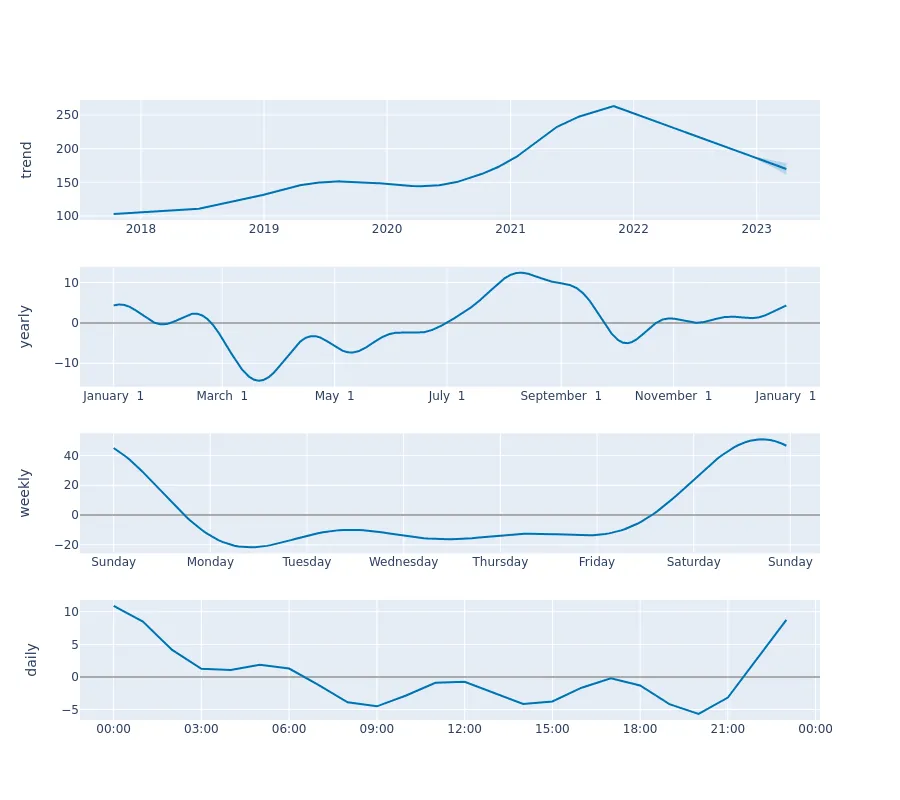 trend
250
200
150
100
2018 2019 2020 2021 2022 2023
yearly
10
0
−10
January 1 March 1 May 1 July 1 September 1 November 1 January 1
weekly
40
20
0
−20
Sunday Monday Tuesday Wednesday Thursday Friday Saturday Sunday
daily
10
5
0
−5
00:00 03:00 06:00 09:00 12:00 15:00 18:00 21:00 00:00